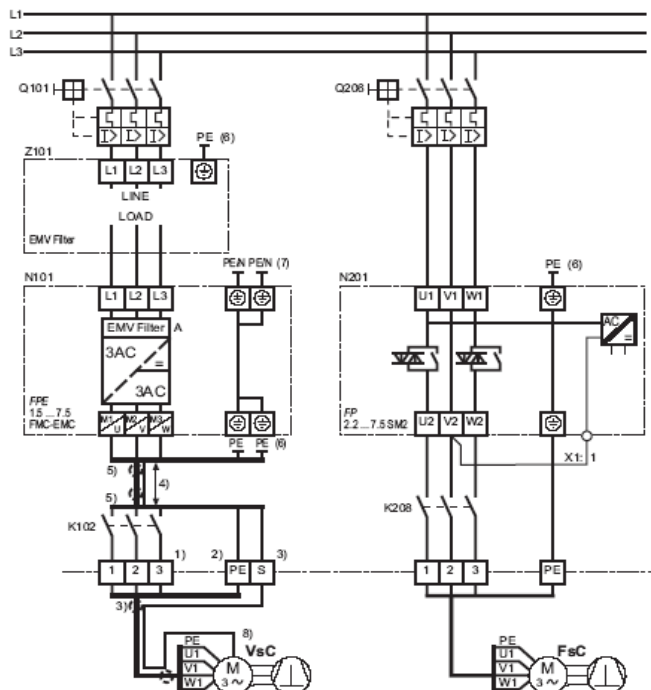 L1
L2
L3
Q101
Q206
I> I> I>
I> I> I>
Z101
PE (6)
L1 L2 L3
LINE
LOAD
EMV Filter
N101
PE/N PE/N (7)
N201
PE (6)
L1 L2 L3
U1 V1 W1
EMV Filter A
3AC
=
3AC
AC
=
FPE
1.5 ... 7.5
FMC-EMC
M1 U M2 V M3 W
FP
2.2 ... 7.5 SM2
U2 V2 W2
PE PE (6)
X1: 1
5)
4)
5)
K102
K208
1)
2)
3)
1 2 3 PE S
1 2 3 PE
3)
8)
PE
U1
V1
W1
M
3 ~
VsC
PE
U1
V1
W1
M
3 ~
FsC